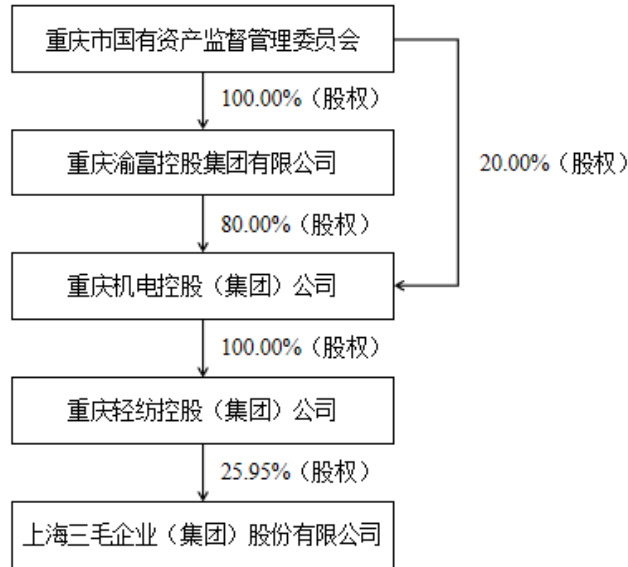 重庆市国有资产监督管理委员会
100.00%（股权）
重庆渝富控股集团有限公司
20.00%（股权）
80.00%（股权）
重庆机电控股（集团）公司
100.00%（股权）
重庆轻纺控股（集团）公司
25.95%（股权）
上海三毛企业（集团）股份有限公司